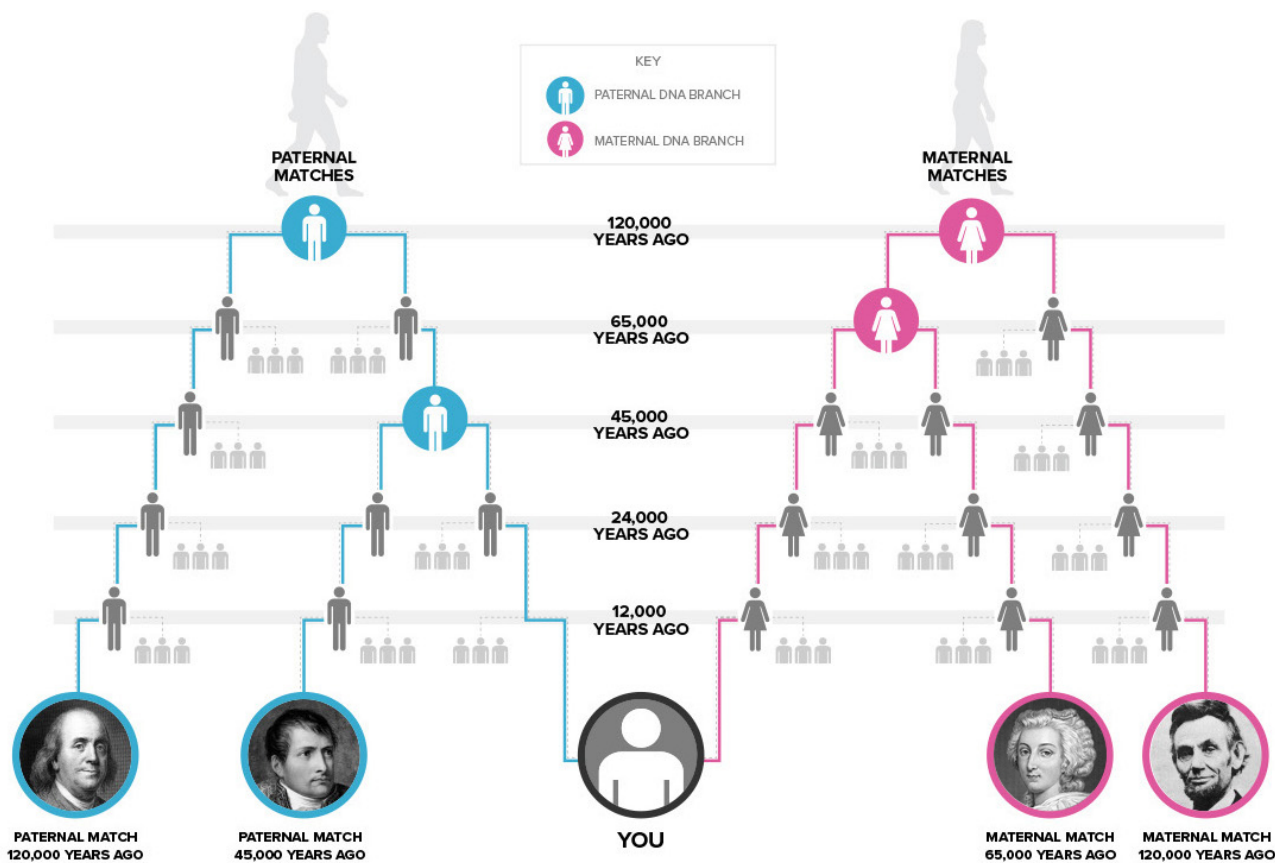 KEY
PATERNAL DNA BRANCH
MATERNAL DNA BRANCH
PATERNAL
MATCHES
MATERNAL
MATCHES
120,000
YEARS AGO
65,000
YEARS AGO
45,000
YEARS AGO
24,000
YEARS AGO
12,000
YEARS AGO
PATERNAL MATCH
120,000 YEARS AGO
PATERNAL MATCH
45,000 YEARS AGO
YOU
MATERNAL MATCH
65,000 YEARS AGO
MATERNAL MATCH
120,000 YEARS AGO